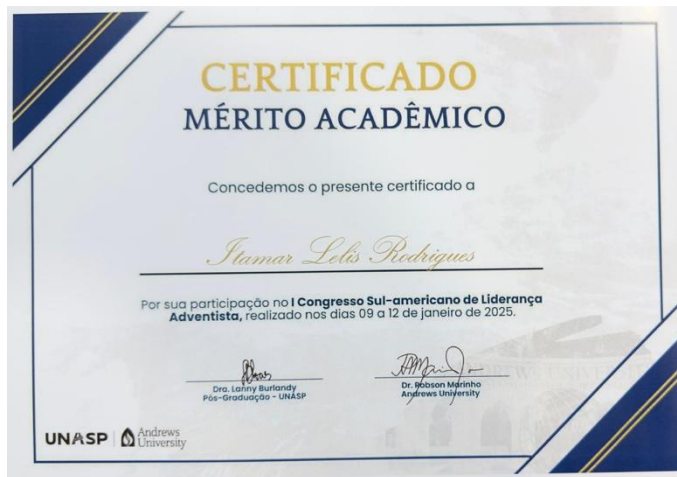 CERTIFICADO
MÉRITO ACADÊMICO
Concedemos o presente certificado a
Itamar Lelis Rodrigues
Por sua participação no I Congresso Sul-americano de Liderança
Adventista, realizado nos dias 09 a 12 de janeiro de 2025.
Dra. Lanny Burlandy
Pós-Graduação - UNASP
Dr. Robson Marinho
Andrews University
UNASP
Andrews
University